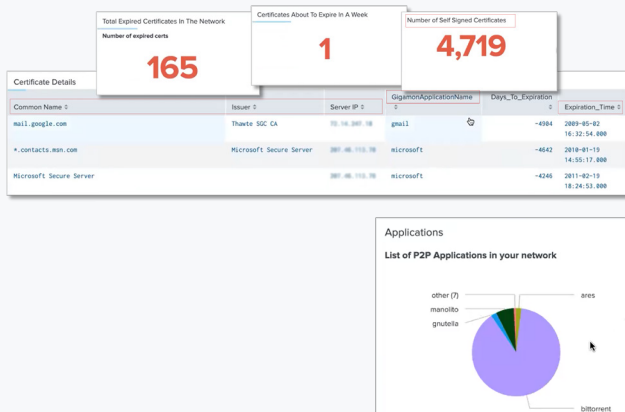 Total Expired Certificates In The Network
Number of expired certs
165
Certificates About To Expire In A Week
1
Number of Self Signed Certificates
4,719
Certificate Details
Common Name Issuer Server IP GigamonApplicationName Days_To_Expiration Expiration_Time
mail.google.com Thawte SGC CA gmail -4904 2009-05-02
16:32:54.000
*.contacts.msn.com Microsoft Secure Server microsoft -4642 2010-01-19
14:55:17.000
Microsoft Secure Server microsoft -4246 2011-02-19
18:24:53.000
Applications
List of P2P Applications in your network
other (7)
ares
manolito
gnutella
bittorrent